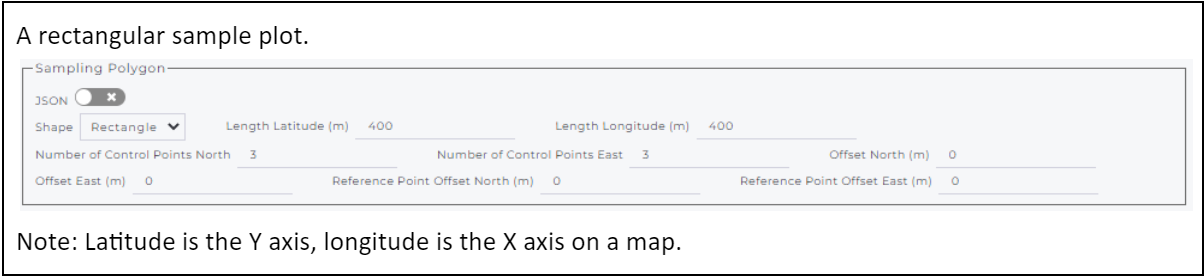 A rectangular sample plot.
Sampling Polygon
JSON
Shape Rectangle Length Latitude (m) 400 Length Longitude (m) 400
Number of Control Points North 3 Number of Control Points East 3 Offset North (m) 0
Offset East (m) 0 Reference Point Offset North (m) 0 Reference Point Offset East (m) 0
Note: Latitude is the Y axis, longitude is the X axis on a map.